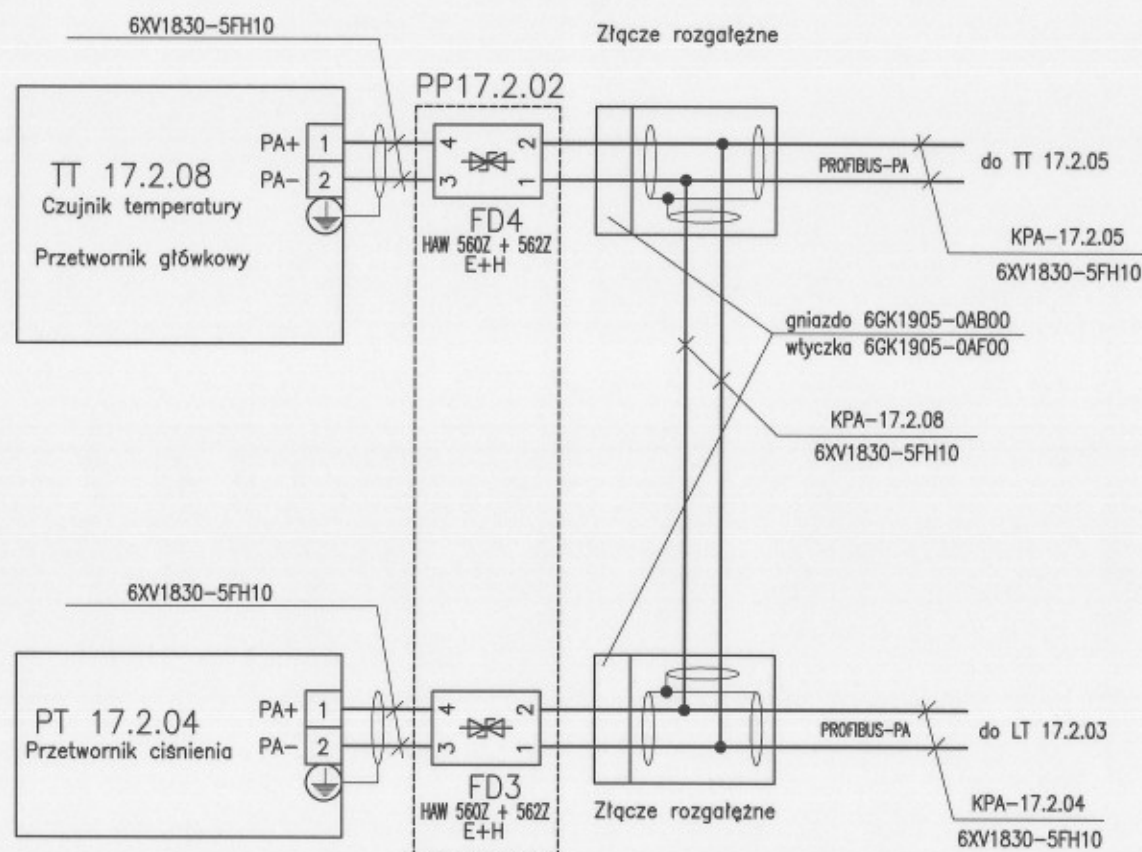 6XV1830-5FH10
Złącze rozgałęźne
PP17.2.02
TT 17.2.08
Czujnik temperatury
Przetwornik główkowy
PA+ 1
PA- 2
4 2
3 1
FD4
HAW 560Z + 562Z
E+H
PROFIBUS-PA
do TT 17.2.05
KPA-17.2.05
6XV1830-5FH10
gniazdo 6GK1905-0AB00
wtyczka 6GK1905-0AF00
KPA-17.2.08
6XV1830-5FH10
6XV1830-5FH10
PT 17.2.04
Przetwornik ciśnienia
PA+ 1
PA- 2
4 2
3 1
FD3
HAW 560Z + 562Z
E+H
PROFIBUS-PA
do LT 17.2.03
Złącze rozgałęźne
KPA-17.2.04
6XV1830-5FH10